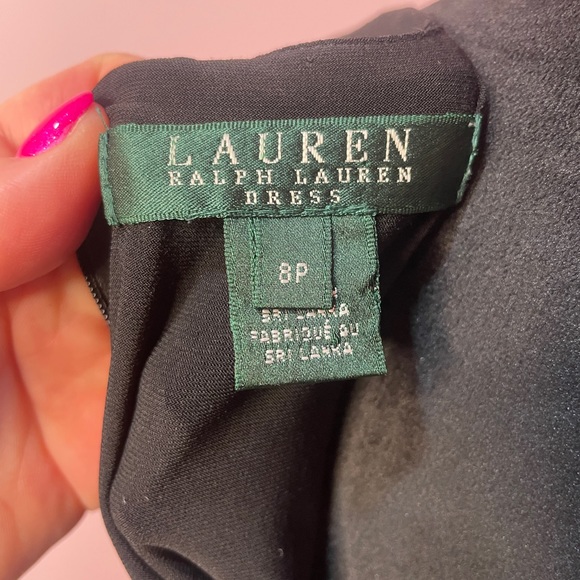 LAUREN
RALPH LAUREN
DRESS
8P
SRI LANKA
FABRIQUÉ AU
SRI LANKA